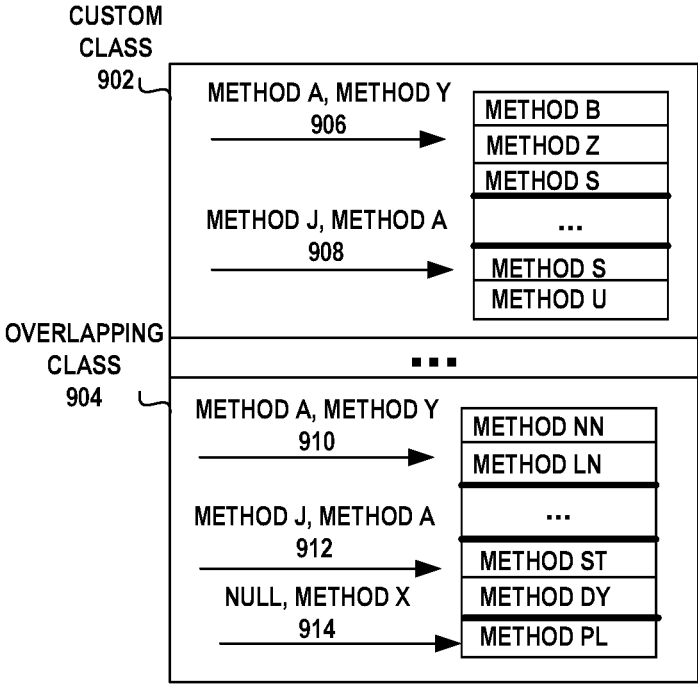 CUSTOM
CLASS
902
METHOD A, METHOD Y
906
METHOD B
METHOD Z
METHOD S
...
METHOD J, METHOD A
908
METHOD S
METHOD U
OVERLAPPING
CLASS
904
...
METHOD A, METHOD Y
910
METHOD NN
METHOD LN
...
METHOD J, METHOD A
912
METHOD ST
METHOD DY
NULL, METHOD X
914
METHOD PL